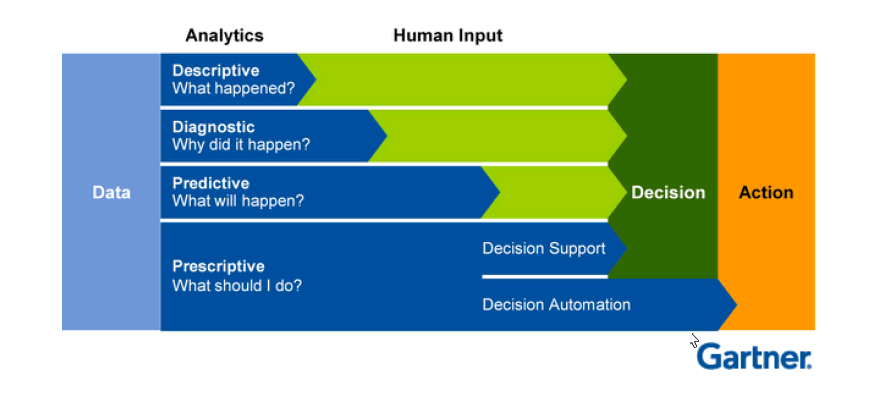 Analytics
Human Input
Descriptive
What happened?
Diagnostic
Why did it happen?
Data
Predictive
What will happen?
Decision
Action
Prescriptive
What should I do?
Decision Support
Decision Automation
Gartner.